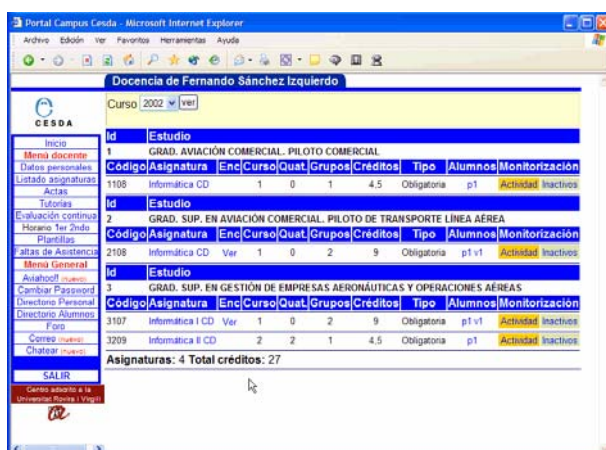 Portal Campus Cesda - Microsoft Internet Explorer
Archivo Edición Ver Favoritos Herramientas Ayuda
Docencia de Fernando Sánchez Izquierdo
Curso 2002 ver
CESDA
Inicio
Menú docente
Datos personales
Listado asignaturas
Actas
Tutorias
Evaluación continua
Horario 1er 2ndo
Plantillas
Faltas de Asistencia
Menú General
Aviahoo!! (nuevo)
Cambiar Password
Directorio Personal
Directorio Alumnos
Foro
Correo (nuevo)
Chatear (nuevo)
SALIR
Centro adscrito a la
Universitat Rovira i Virgili
Id Estudio
1 GRAD. AVIACIÓN COMERCIAL. PILOTO COMERCIAL
Código Asignatura Enc Curso Quat. Grupos Créditos Tipo Alumnos Monitorización
1108 Informática CD 1 0 1 4,5 Obligatoria p1 Actividad Inactivos
Id Estudio
2 GRAD. SUP. EN AVIACIÓN COMERCIAL. PILOTO DE TRANSPORTE LÍNEA AÉREA
Código Asignatura Enc Curso Quat. Grupos Créditos Tipo Alumnos Monitorización
2108 Informática CD Ver 1 0 2 9 Obligatoria p1 v1 Actividad Inactivos
Id Estudio
3 GRAD. SUP. EN GESTIÓN DE EMPRESAS AERONÁUTICAS Y OPERACIONES AÉREAS
Código Asignatura Enc Curso Quat. Grupos Créditos Tipo Alumnos Monitorización
3107 Informática I CD Ver 1 0 2 9 Obligatoria p1 v1 Actividad Inactivos
3209 Informática II CD 2 2 1 4,5 Obligatoria p1 Actividad Inactivos
Asignaturas: 4 Total créditos: 27